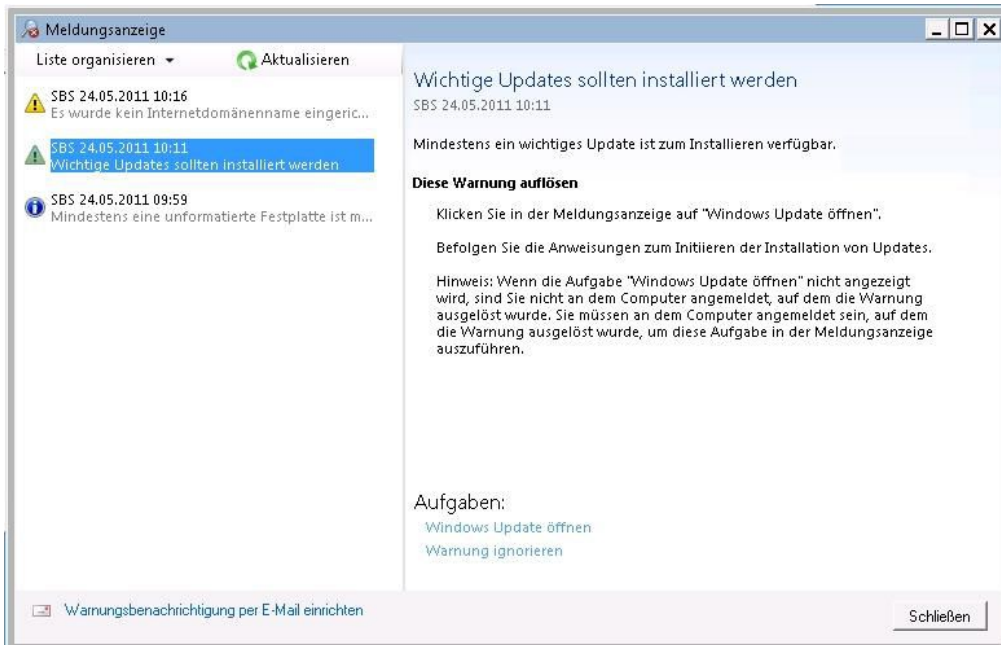 Meldungsanzeige
Liste organisieren
Aktualisieren
SBS 24.05.2011 10:16
Es wurde kein Internetdomänenname eingeric...
SBS 24.05.2011 10:11
Wichtige Updates sollten installiert werden
SBS 24.05.2011 09:59
Mindestens eine unformatierte Festplatte ist m...
Wichtige Updates sollten installiert werden
SBS 24.05.2011 10:11
Mindestens ein wichtiges Update ist zum Installieren verfügbar.
Diese Warnung auflösen
Klicken Sie in der Meldungsanzeige auf "Windows Update öffnen".
Befolgen Sie die Anweisungen zum Initiieren der Installation von Updates.
Hinweis: Wenn die Aufgabe "Windows Update öffnen" nicht angezeigt
wird, sind Sie nicht an dem Computer angemeldet, auf dem die Warnung
ausgelöst wurde. Sie müssen an dem Computer angemeldet sein, auf dem
die Warnung ausgelöst wurde, um diese Aufgabe in der Meldungsanzeige
auszuführen.
Aufgaben:
Windows Update öffnen
Warnung ignorieren
Warnungsbenachrichtigung per E-Mail einrichten
Schließen